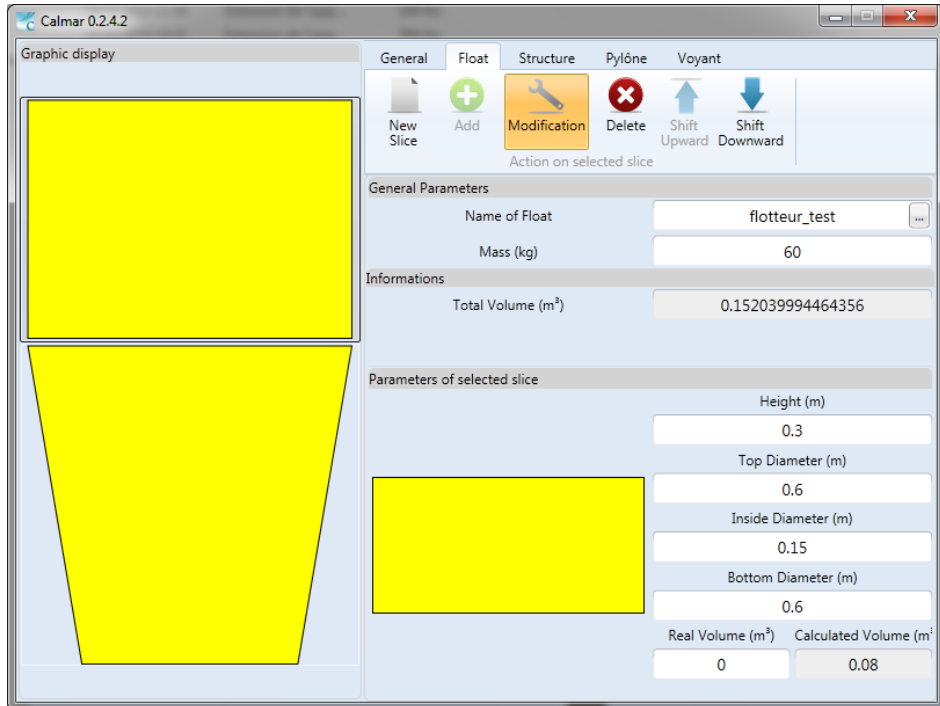 Calmar 0.2.4.2
Graphic display
General Float Structure Pylône Voyant
New Slice
Add
Modification
Delete
Shift Upward
Shift Downward
Action on selected slice
General Parameters
Name of Float flotteur_test ...
Mass (kg) 60
Informations
Total Volume (m³) 0.152039994464356
Parameters of selected slice
Height (m)
0.3
Top Diameter (m)
0.6
Inside Diameter (m)
0.15
Bottom Diameter (m)
0.6
Real Volume (m³) Calculated Volume (m³
0 0.08